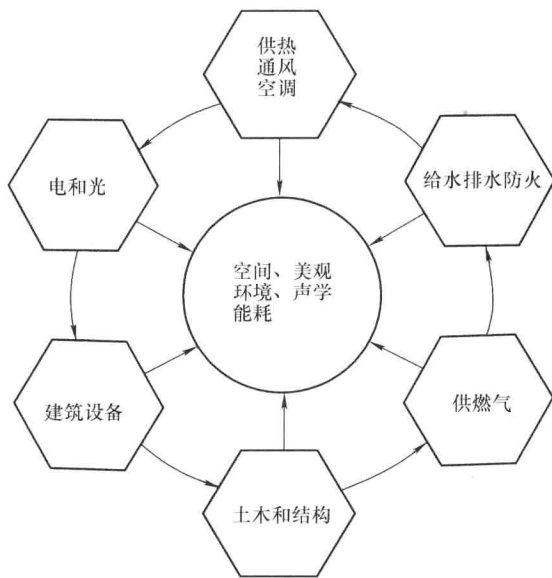 供热
通风
空调
电和光
给水排水防火
空间、美观
环境、声学
能耗
建筑设备
供燃气
土木和结构